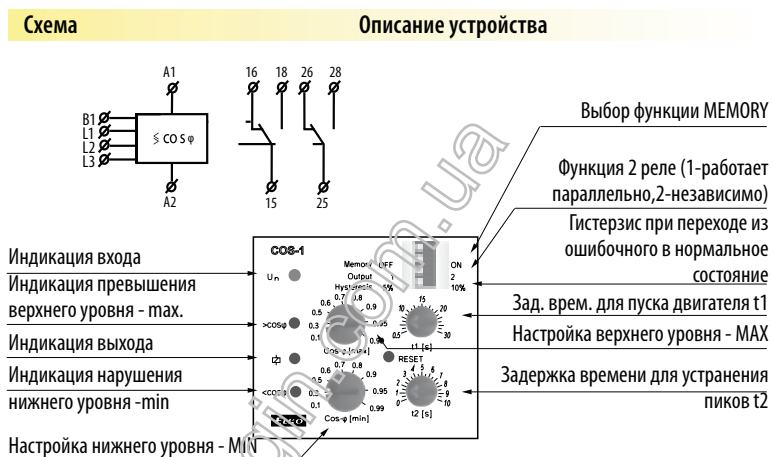 Схема
Описание устройства
A1
16 18 26 28
B1
L1
L2
L3
≶ COS φ
A2
15
25
Выбор функции MEMORY
Функция 2 реле (1-работает
параллельно,2-независимо)
Гистерзис при переходе из
ошибочного в нормальное
состояние
Зад. врем. для пуска двигателя t1
Настройка верхнего уровня - MAX
Задержка времени для устранения
пиков t2
Индикация входа
Индикация превышения
верхнего уровня - max.
Индикация выхода
Индикация нарушения
нижнего уровня -min
Настройка нижнего уровня - MIN
COS-1
Un
>cosφ
<cosφ
Memory OFF ON
Output 2
Hysteresis 5% 10%
0.1 0.3 0.5 0.6 0.7 0.8 0.9 0.95 0.99
Cos-φ [max]
0.5 5 10 15 20 25 30
t1 [s]
RESET
0.1 0.3 0.5 0.6 0.7 0.8 0.9 0.95 0.99
Cos-φ [min]
0 1 2 3 4 5 6 7 8 9 10
t2 [s]
elko
gin.com.ua